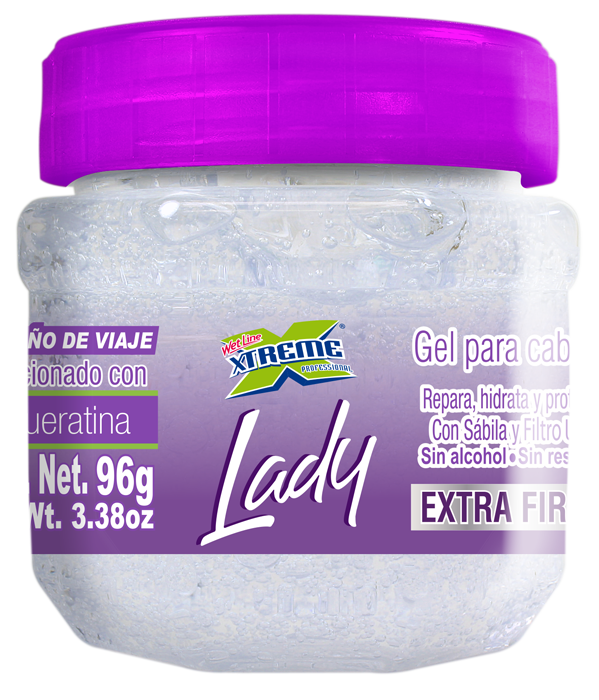 ÑO DE VIAJE
cionado con
ueratina
. Net. 96g
Wt. 3.38oz
Wet Line
XTREME®
PROFESSIONAL
Lady
Gel para cab
Repara, hidrata y prot
Con Sábila y Filtro U
Sin alcohol • Sin res
EXTRA FIR